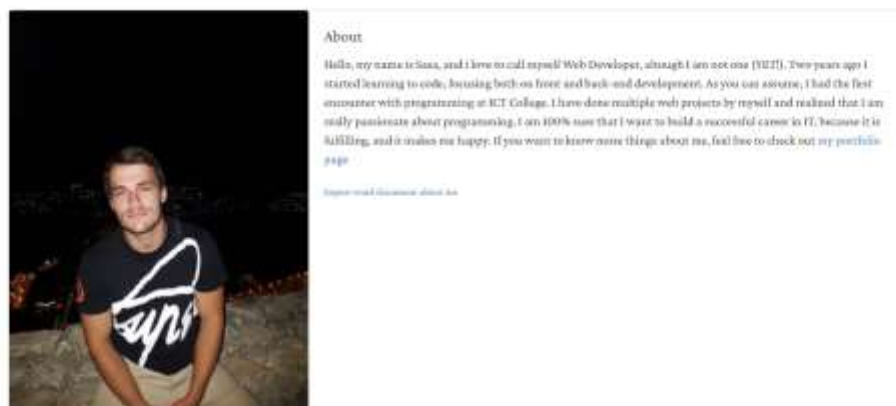 About
Hello, my name is Sasa, and i love to call myself Web Developer, altough I am not one (YET!). Two years ago I
started learning to code, focusing both on front and back-end development. As you can assume, I had the first
encounter with programming at ICT College. I have done multiple web projects by myself and realized that I am
really passionate about programming. I am 100% sure that I want to build a successful career in IT, because it is
fulfilling, and it makes me happy. If you want to know more things about me, feel free to check out my portfolio
page
word document about me